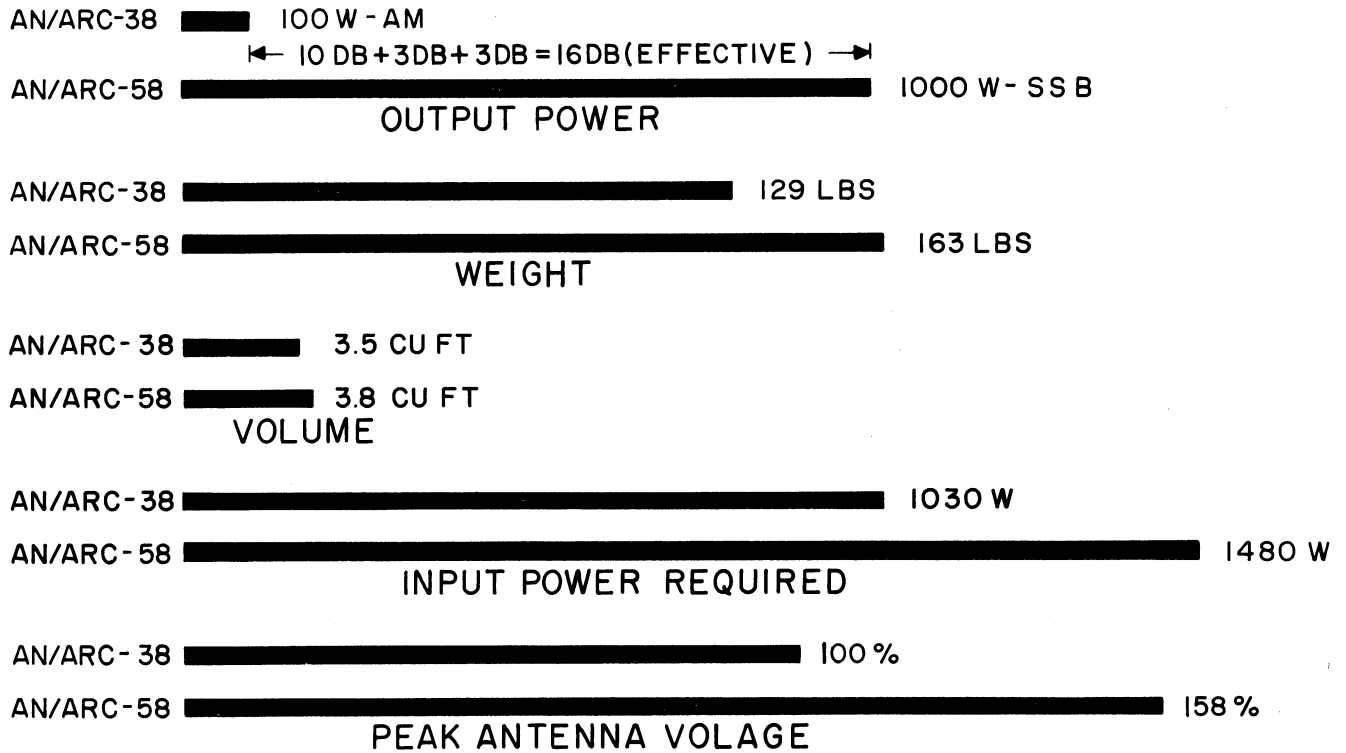 AN/ARC-38 100 W - AM
10 DB + 3DB + 3DB = 16DB (EFFECTIVE)
AN/ARC-58 1000 W - SSB
OUTPUT POWER
AN/ARC-38 129 LBS
AN/ARC-58 163 LBS
WEIGHT
AN/ARC-38 3.5 CU FT
AN/ARC-58 3.8 CU FT
VOLUME
AN/ARC-38 1030 W
AN/ARC-58 1480 W
INPUT POWER REQUIRED
AN/ARC-38 100 %
AN/ARC-58 158 %
PEAK ANTENNA VOLAGE